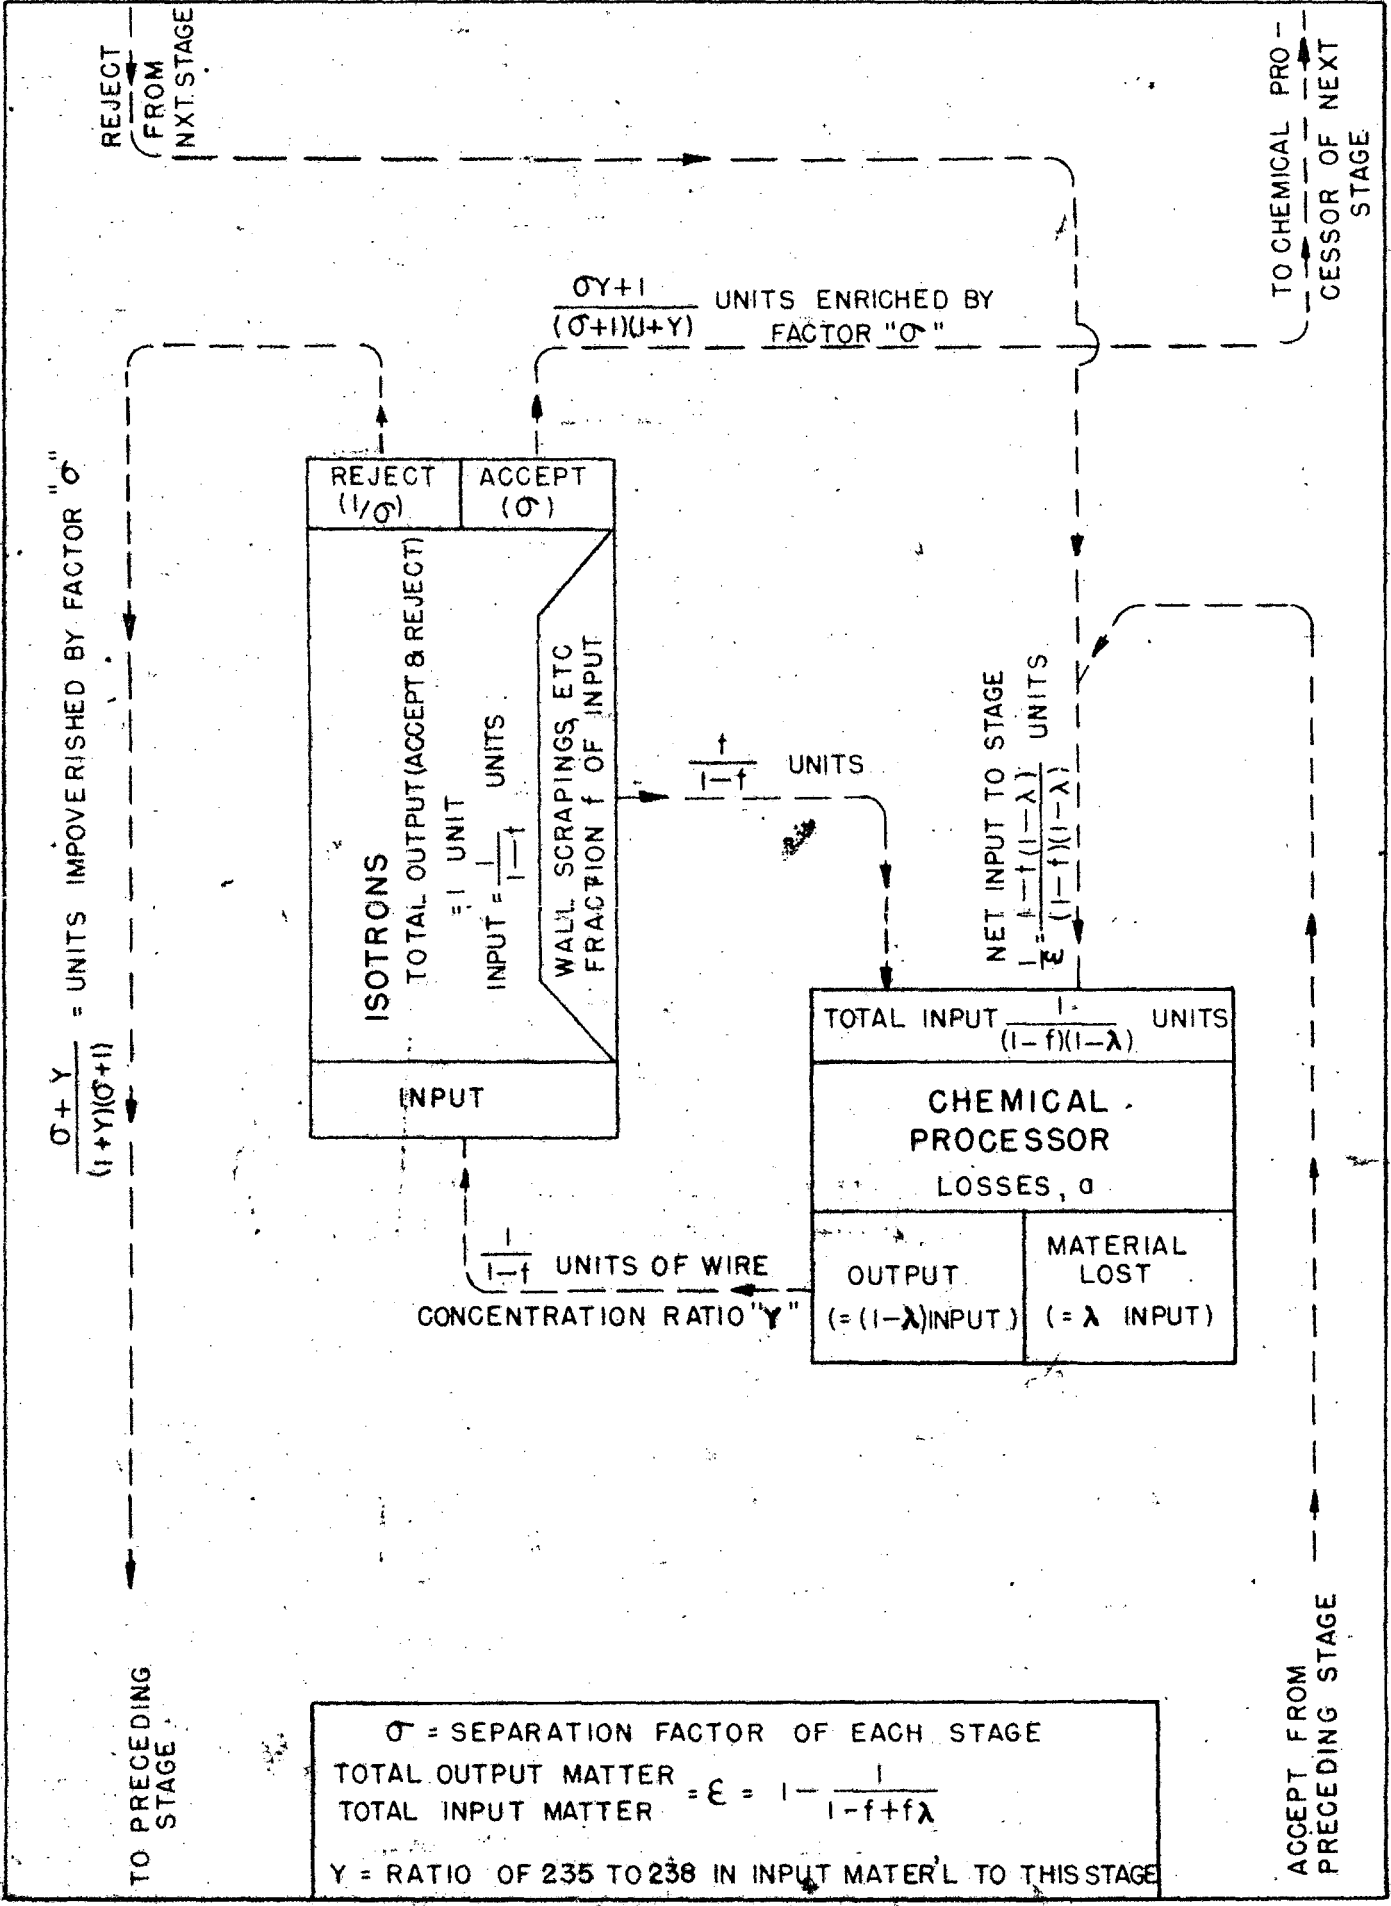 REJECT
FROM
NXT. STAGE
TO CHEMICAL PRO-
CESSOR OF NEXT
STAGE
σY+1
(σ+1)(1+Y)
UNITS ENRICHED BY
FACTOR "σ"
σ+Y
(1+Y)(σ+1)
= UNITS IMPOVERISHED BY FACTOR "σ"
REJECT
(1/σ)
ACCEPT
(σ)
ISOTRONS
TOTAL OUTPUT (ACCEPT & REJECT)
= 1 UNIT
INPUT = 1/1-f UNITS
WALL SCRAPINGS, ETC
FRACTION f OF INPUT
INPUT
f/1-f UNITS
NET INPUT TO STAGE
1/ε = 1-f(1-λ)/(1-f)(1-λ) UNITS
TOTAL INPUT 1/(1-f)(1-λ) UNITS
CHEMICAL
PROCESSOR
LOSSES, a
OUTPUT
(=(1-λ)INPUT)
MATERIAL
LOST
(= λ INPUT)
1/1-f UNITS OF WIRE
CONCENTRATION RATIO "Y"
TO PRECEDING
STAGE
ACCEPT FROM
PRECEDING STAGE
σ = SEPARATION FACTOR OF EACH STAGE
TOTAL OUTPUT MATTER
TOTAL INPUT MATTER
= ε = 1- 1/1-f+fλ
Y = RATIO OF 235 TO 238 IN INPUT MATER'L TO THIS STAGE